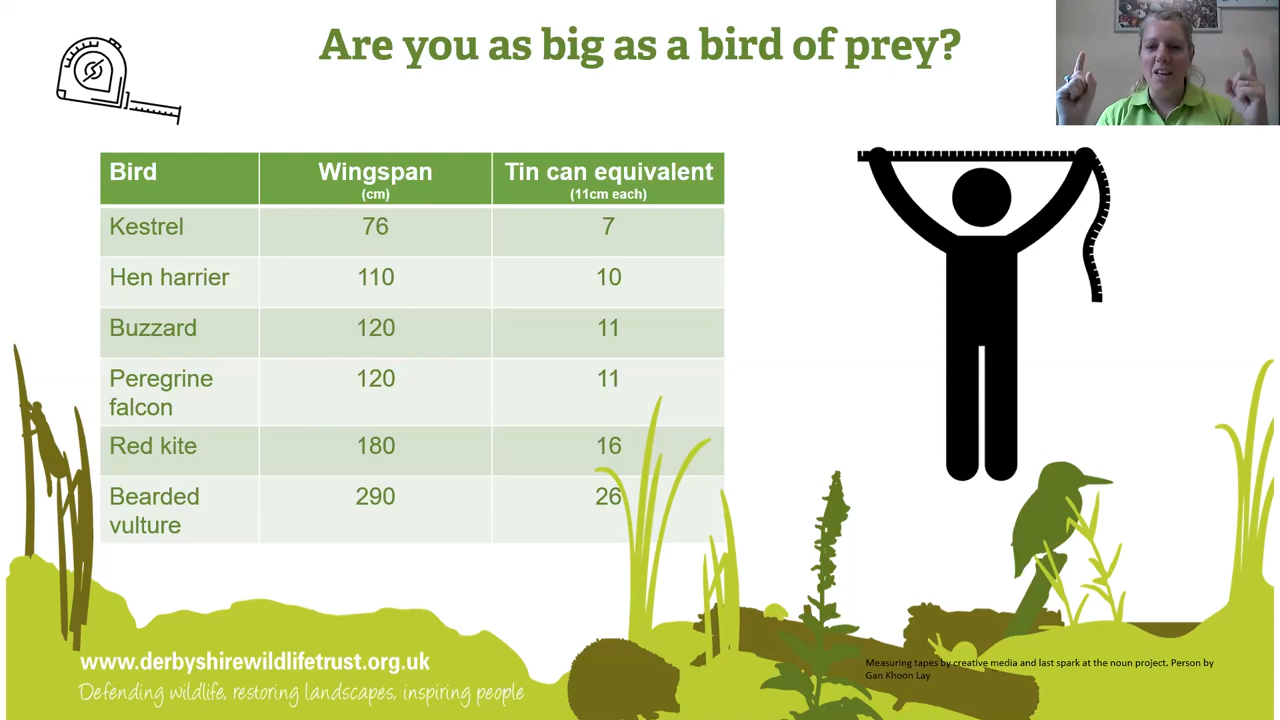 Are you as big as a bird of prey?
Bird Wingspan Tin can equivalent
(cm) (11cm each)
Kestrel 76 7
Hen harrier 110 10
Buzzard 120 11
Peregrine 120 11
falcon
Red kite 180 16
Bearded 290 26
vulture
www.derbyshirewildlifetrust.org.uk
Defending wildlife, restoring landscapes, inspiring people
Measuring tapes by creative media and last spark at the noun project. Person by
Gan Khoon Lay